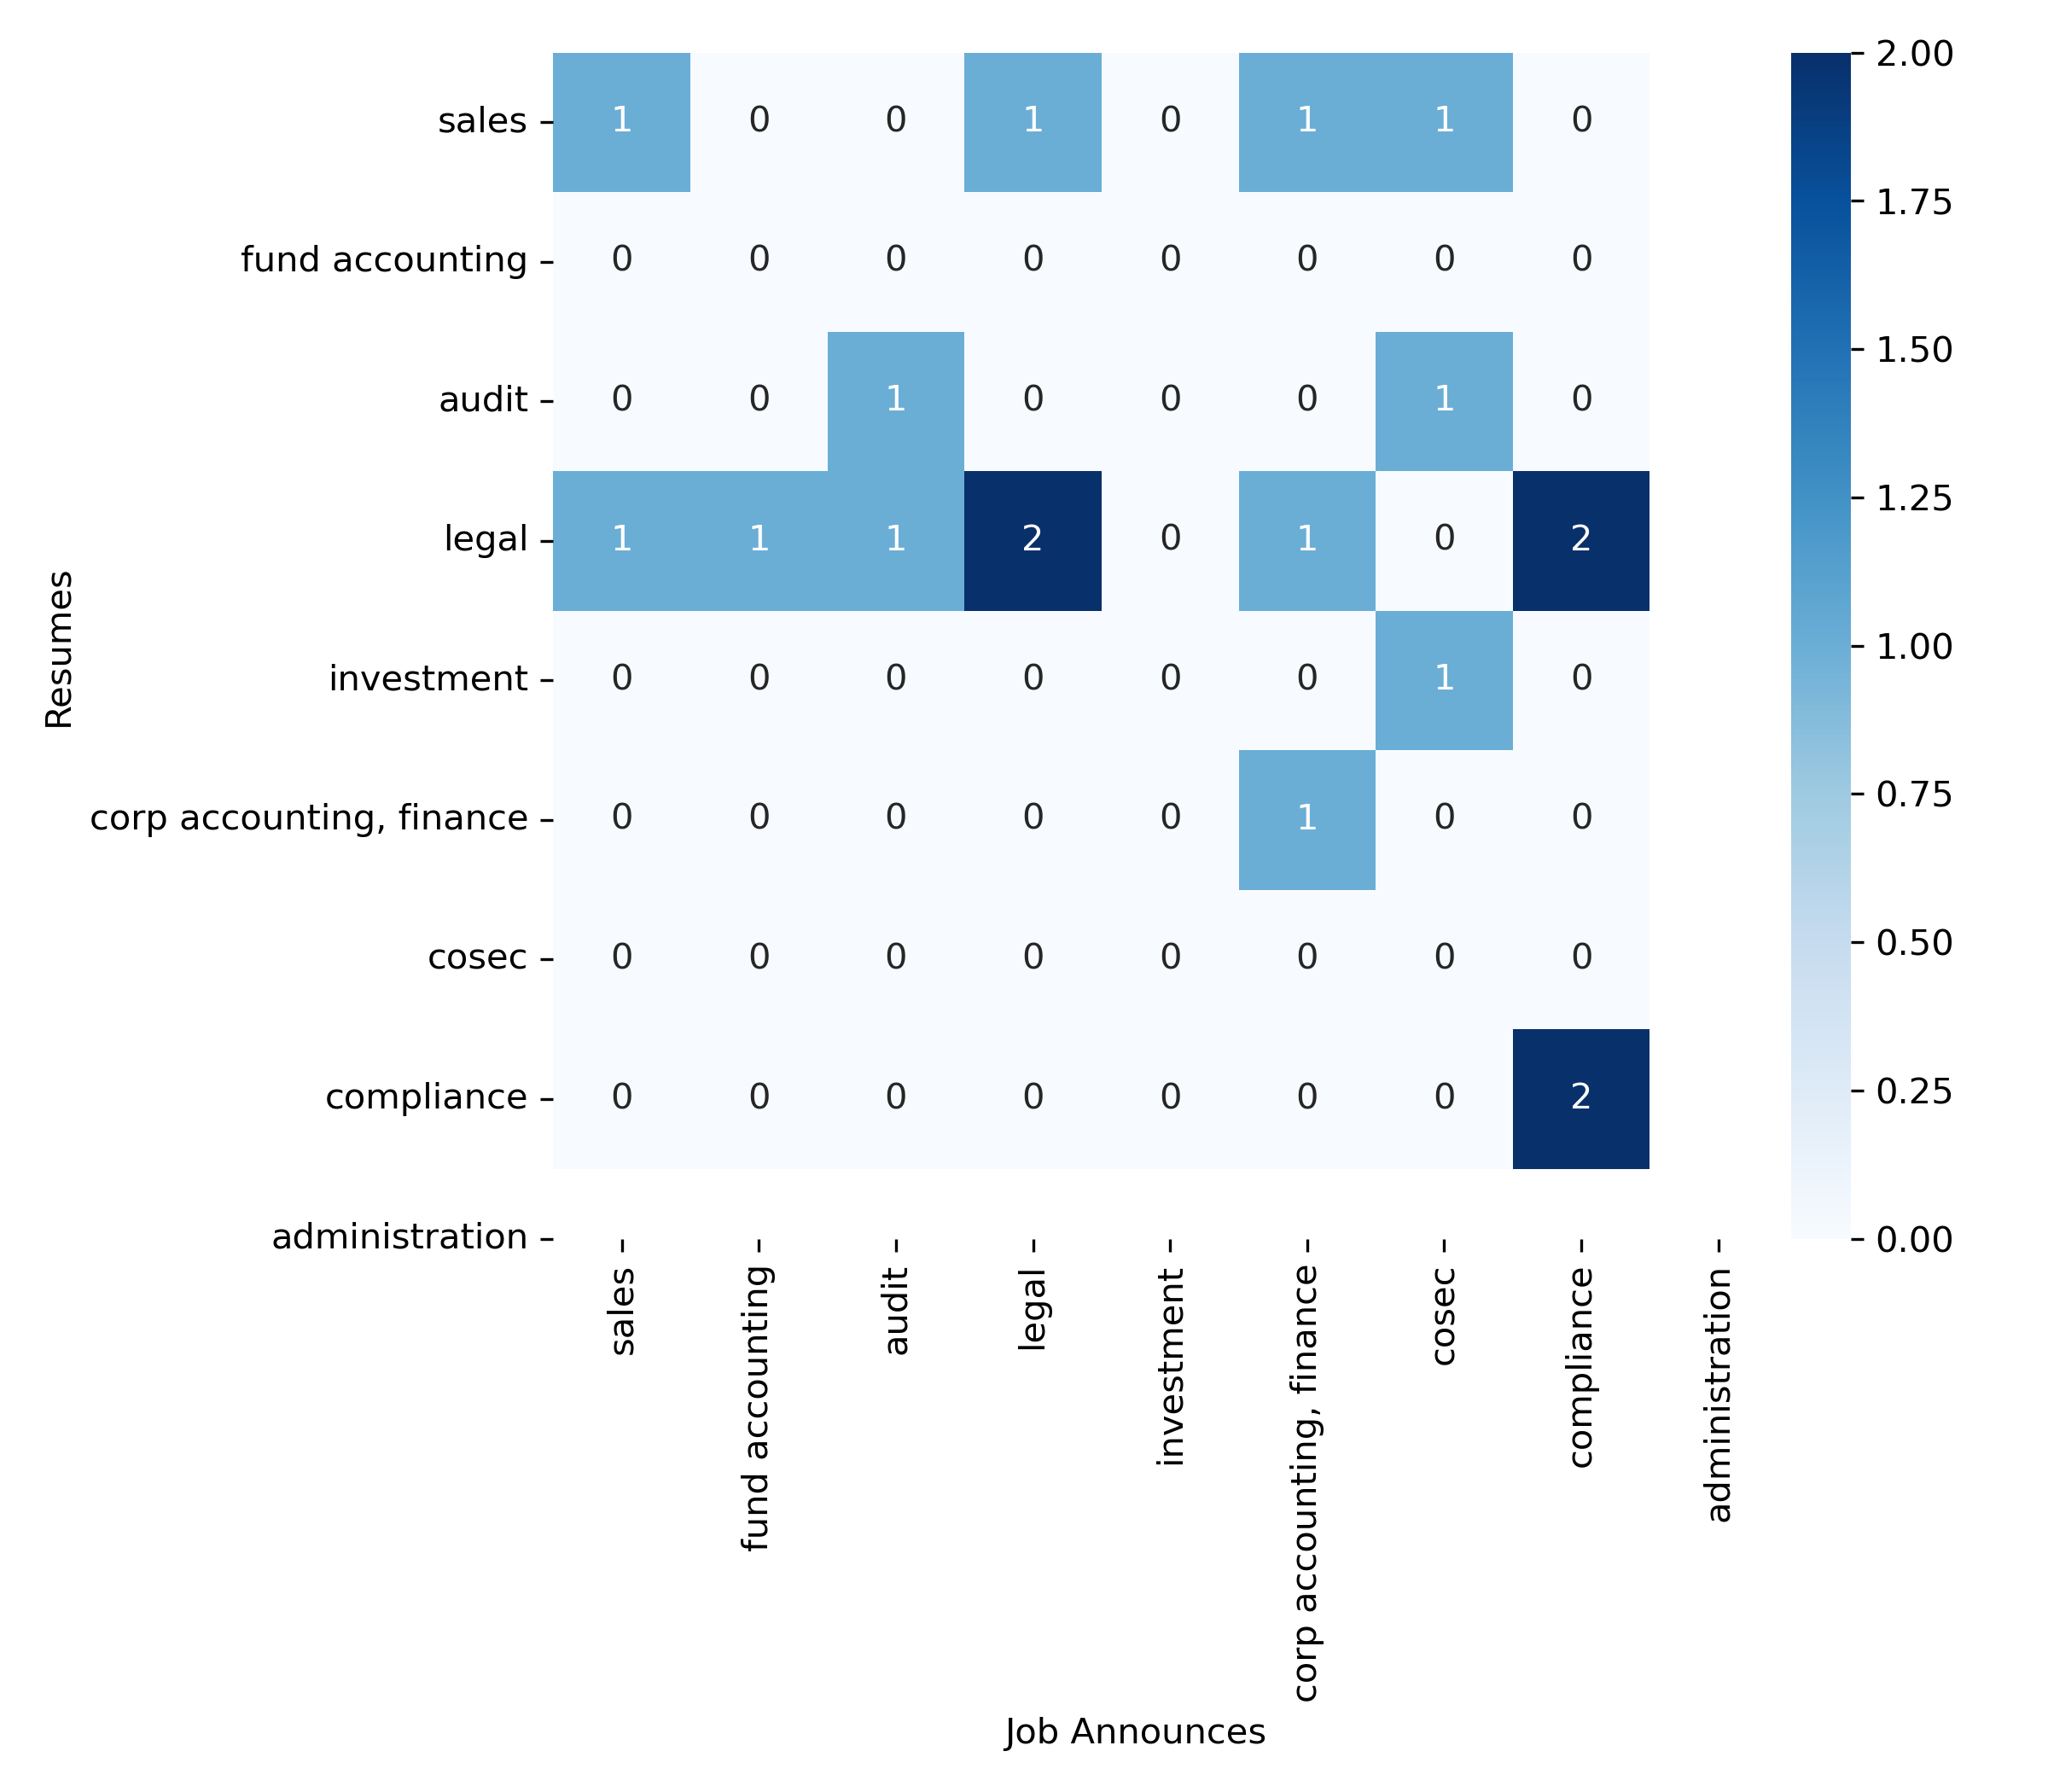 sales 1 0 0 1 0 1 1 0
fund accounting 0 0 0 0 0 0 0 0
audit 0 0 1 0 0 0 1 0
legal 1 1 1 2 0 1 0 2
investment 0 0 0 0 0 0 1 0
corp accounting, finance 0 0 0 0 0 1 0 0
cosec 0 0 0 0 0 0 0 0
compliance 0 0 0 0 0 0 0 2
administration
Resumes
sales
fund accounting
audit
legal
investment
corp accounting, finance
cosec
compliance
administration
Job Announces
2.00
1.75
1.50
1.25
1.00
0.75
0.50
0.25
0.00